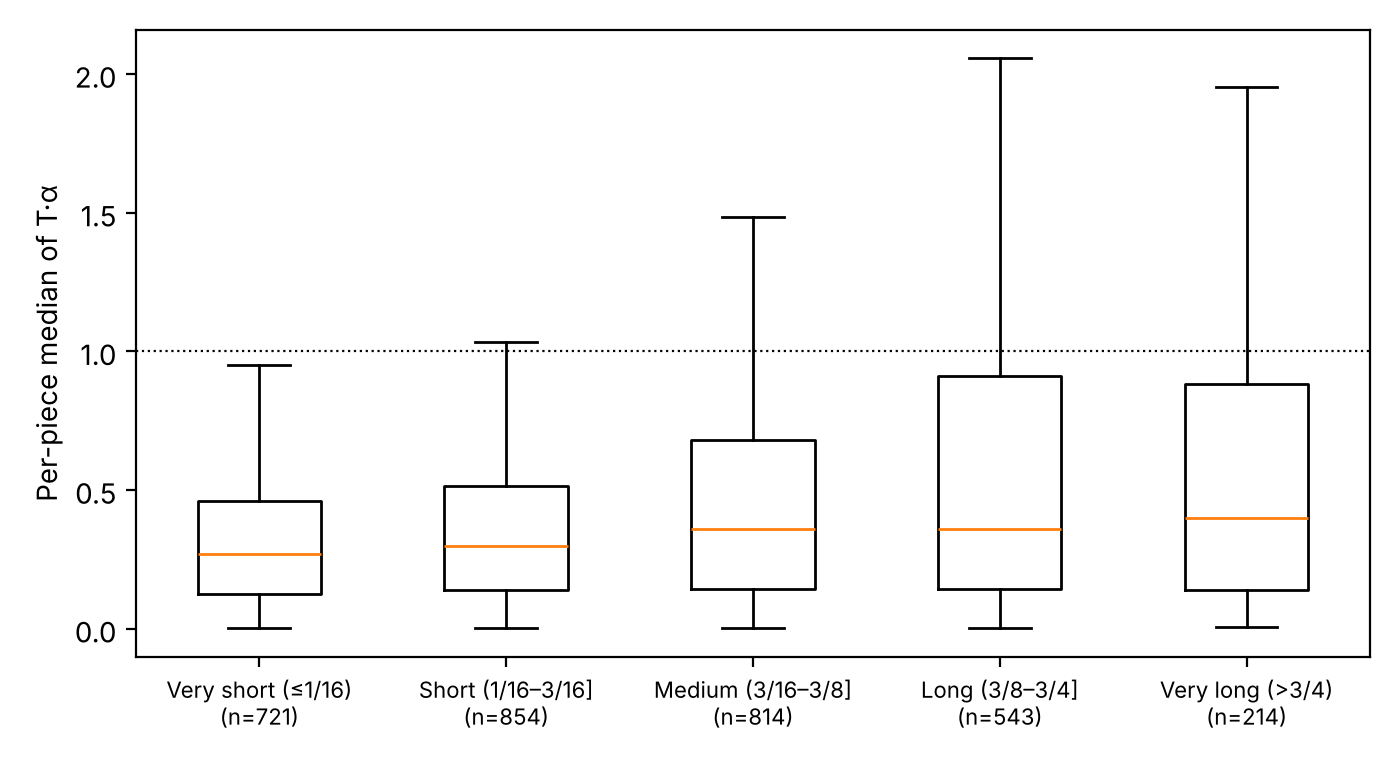 Per-piece median of T·α
2.0
1.5
1.0
0.5
0.0
Very short (≤1/16)
(n=721)
Short (1/16–3/16]
(n=854)
Medium (3/16–3/8]
(n=814)
Long (3/8–3/4]
(n=543)
Very long (>3/4)
(n=214)